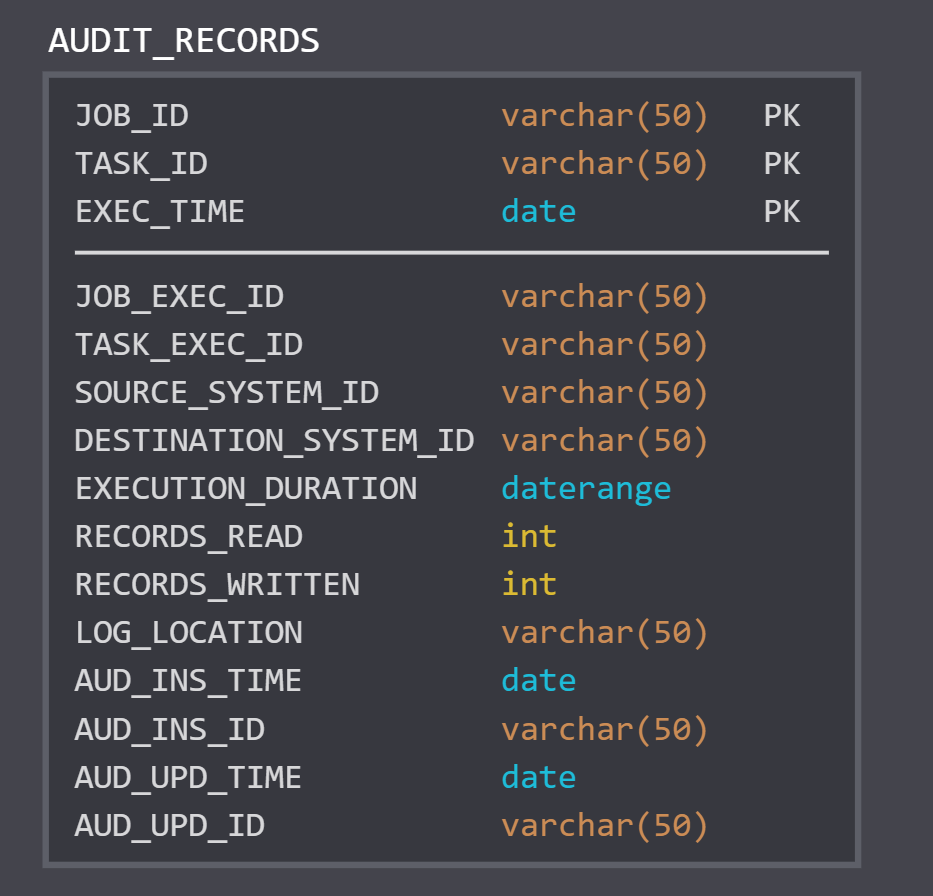 AUDIT_RECORDS
JOB_ID varchar(50) PK
TASK_ID varchar(50) PK
EXEC_TIME date PK
JOB_EXEC_ID varchar(50)
TASK_EXEC_ID varchar(50)
SOURCE_SYSTEM_ID varchar(50)
DESTINATION_SYSTEM_ID varchar(50)
EXECUTION_DURATION daterange
RECORDS_READ int
RECORDS_WRITTEN int
LOG_LOCATION varchar(50)
AUD_INS_TIME date
AUD_INS_ID varchar(50)
AUD_UPD_TIME date
AUD_UPD_ID varchar(50)